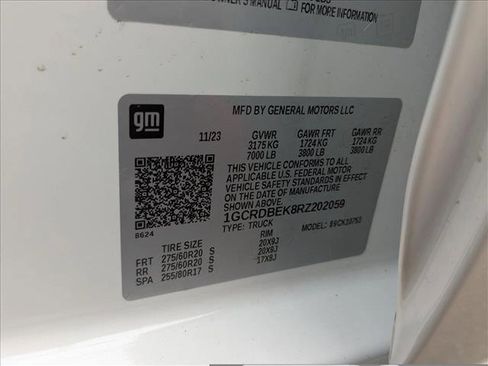 OWNER'S MANUAL
FOR MORE INFORMATION
gm
MFD BY GENERAL MOTORS LLC
11/23 GVWR GAWR FRT GAWR RR
3175 KG 1724 KG 1724 KG
7000 LB 3800 LB 3800 LB
THIS VEHICLE CONFORMS TO ALL
APPLICABLE U.S. FEDERAL MOTOR
VEHICLE SAFETY STANDARDS IN EFFECT
ON THE DATE OF MANUFACTURE
SHOWN ABOVE.
1GCRDBEK8RZ202059
8624
TYPE: TRUCK MODEL:
TIRE SIZE RIM
FRT 275/60R20 S 20X9J
RR 275/60R20 S 20X9J
SPA 255/80R17 S 17X8J